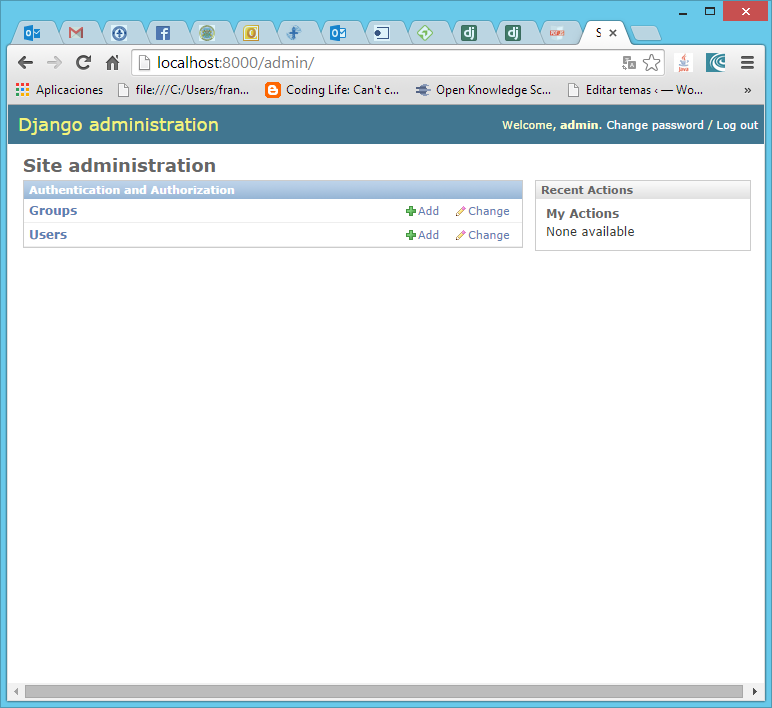 S
localhost:8000/admin/
Aplicaciones file:///C:/Users/fran... Coding Life: Can't c... Open Knowledge Sc... Editar temas ‹ — Wo... »
Django administration
Welcome, admin. Change password / Log out
Site administration
Authentication and Authorization
Groups Add Change
Users Add Change
Recent Actions
My Actions
None available